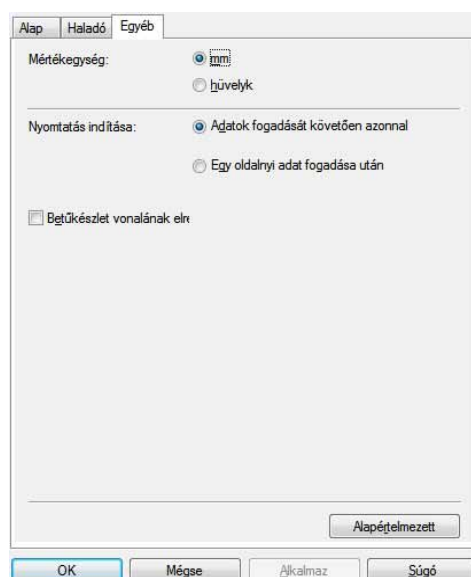 Alap Haladó Egyéb
Mértékegység: mm
hüvelyk
Nyomtatás indítása: Adatok fogadását követően azonnal
Egy oldalnyi adat fogadása után
Betűkészlet vonalának elre
Alapértelmezett
OK Mégse Alkalmaz Súgó